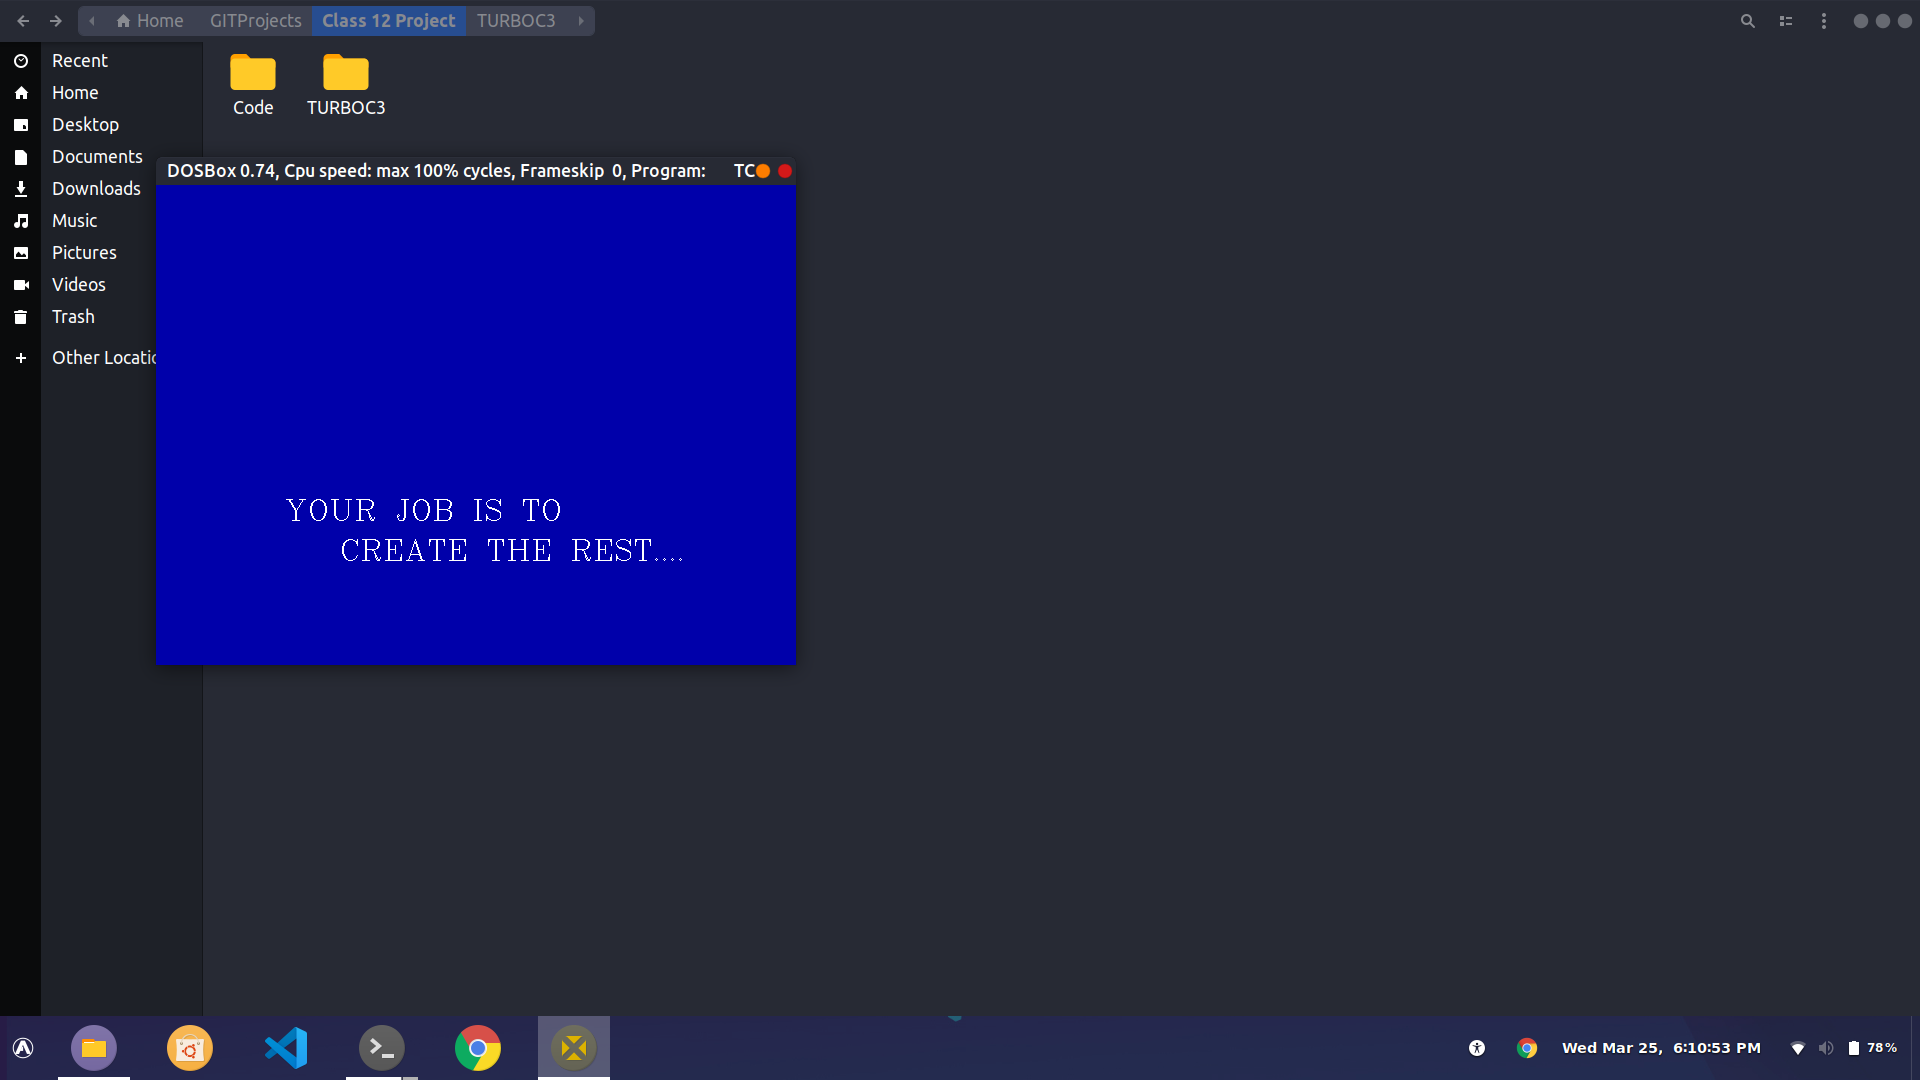 Home GITProjects Class 12 Project TURBOC3
Recent
Home
Desktop
Documents
Downloads
Music
Pictures
Videos
Trash
Other Locatio
Code TURBOC3
DOSBox 0.74, Cpu speed: max 100% cycles, Frameskip 0, Program: TC
YOUR JOB IS TO
CREATE THE REST....
Wed Mar 25, 6:10:53 PM 78%